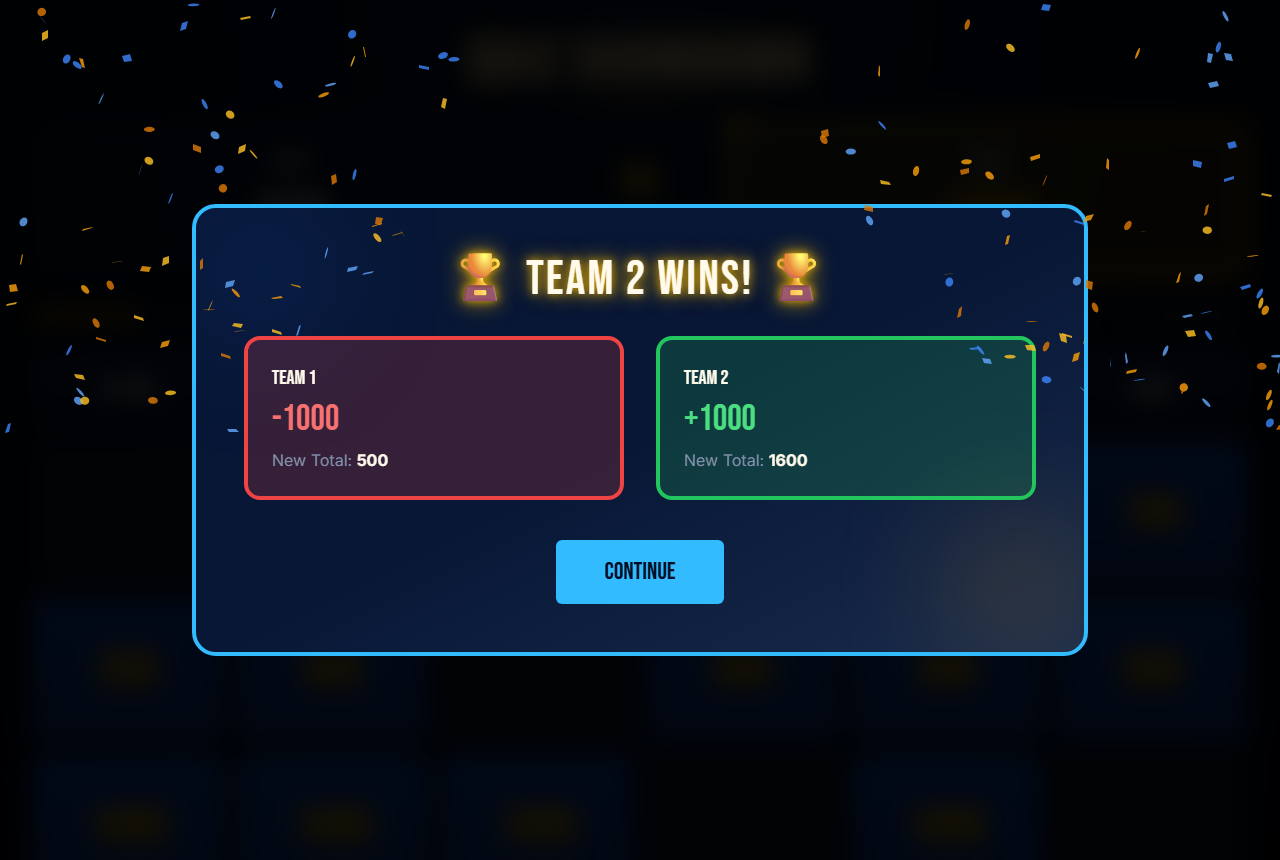 🏆 TEAM 2 WINS! 🏆
TEAM 1
-1000
New Total: 500
TEAM 2
+1000
New Total: 1600
CONTINUE